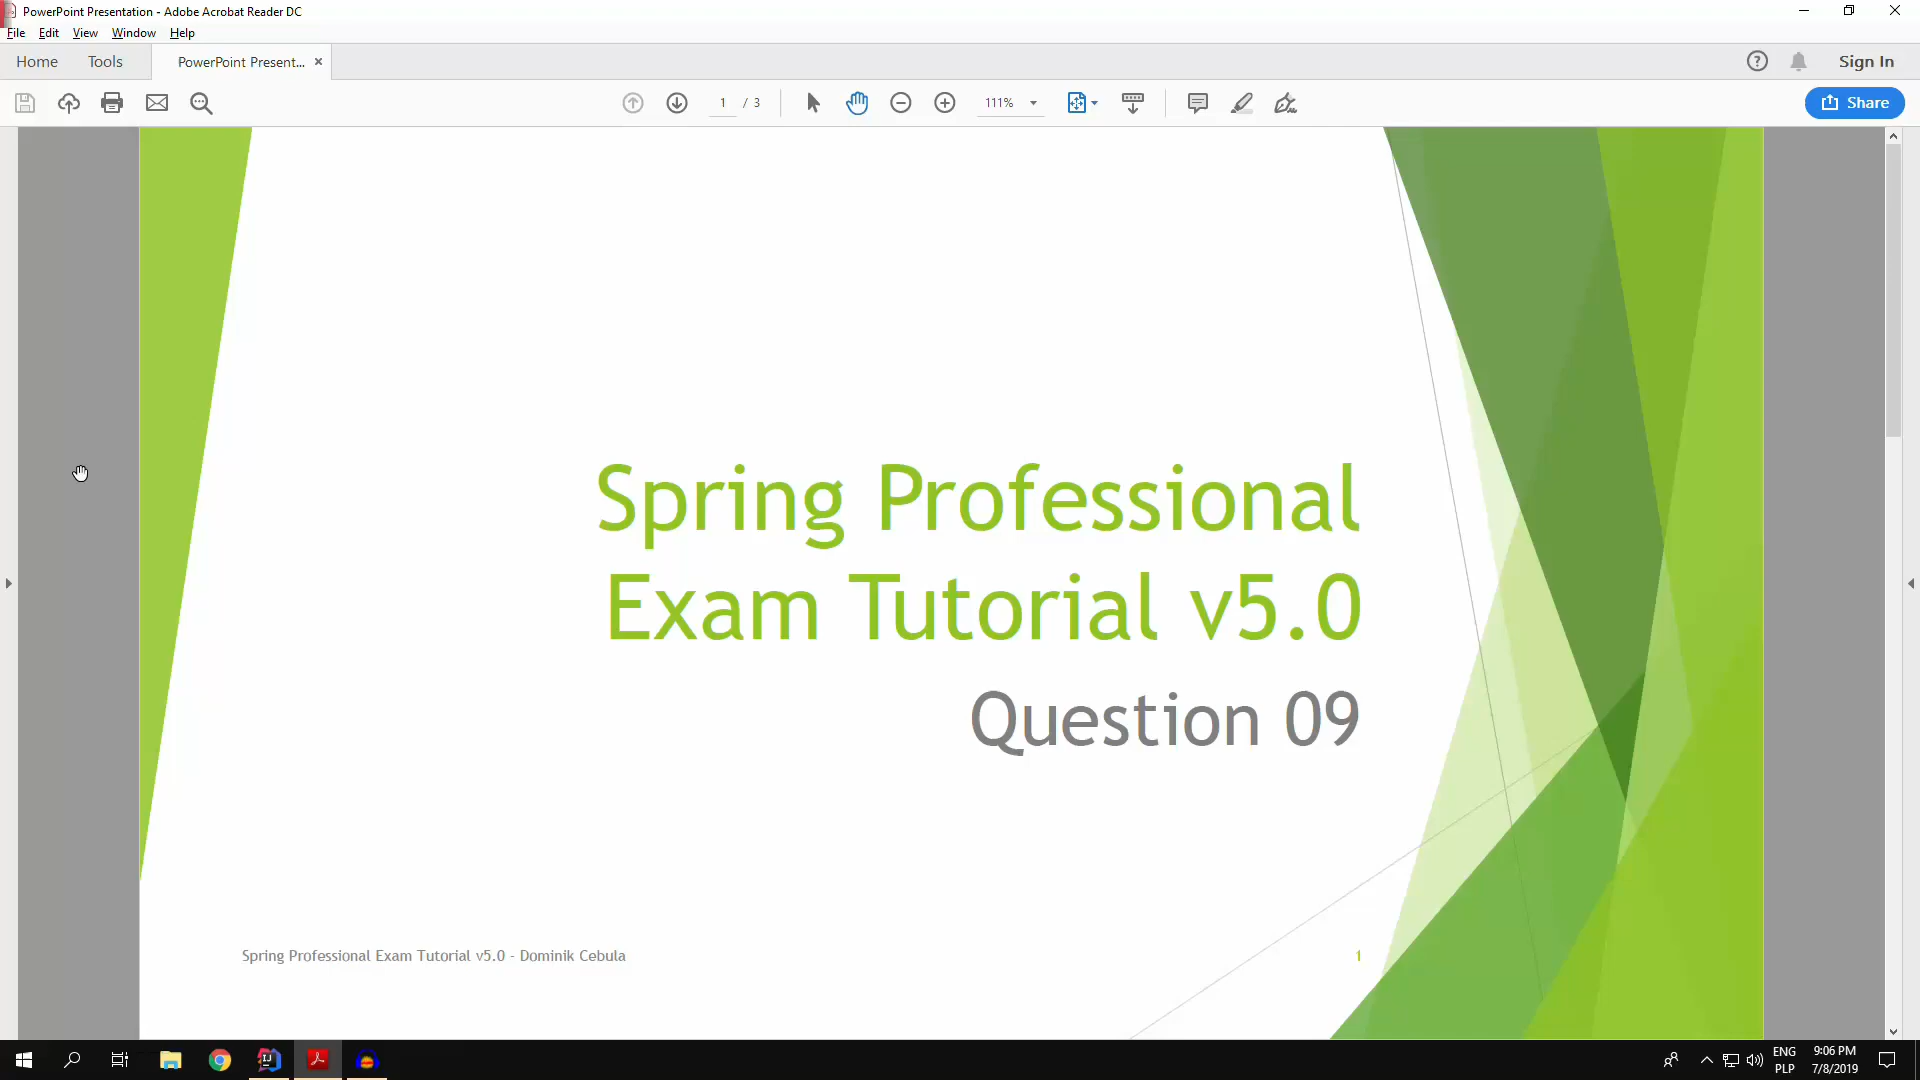 PowerPoint Presentation - Adobe Acrobat Reader DC
File Edit View Window Help
Home Tools PowerPoint Present... × Sign In
1 / 3 111% Share
Spring Professional
Exam Tutorial v5.0
Question 09
Spring Professional Exam Tutorial v5.0 - Dominik Cebula 1
ENG 9:06 PM
PLP 7/8/2019